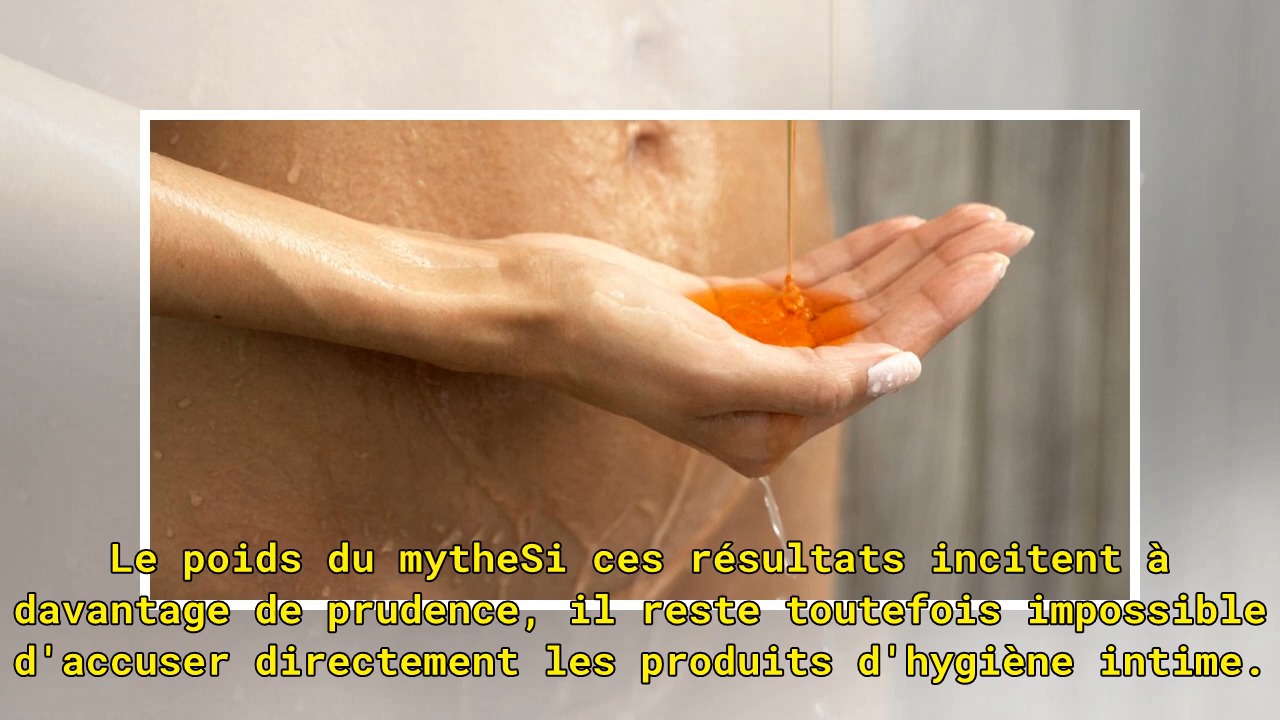 Le poids du mytheSi ces résultats incitent à
davantage de prudence, il reste toutefois impossible
d'accuser directement les produits d'hygiène intime.